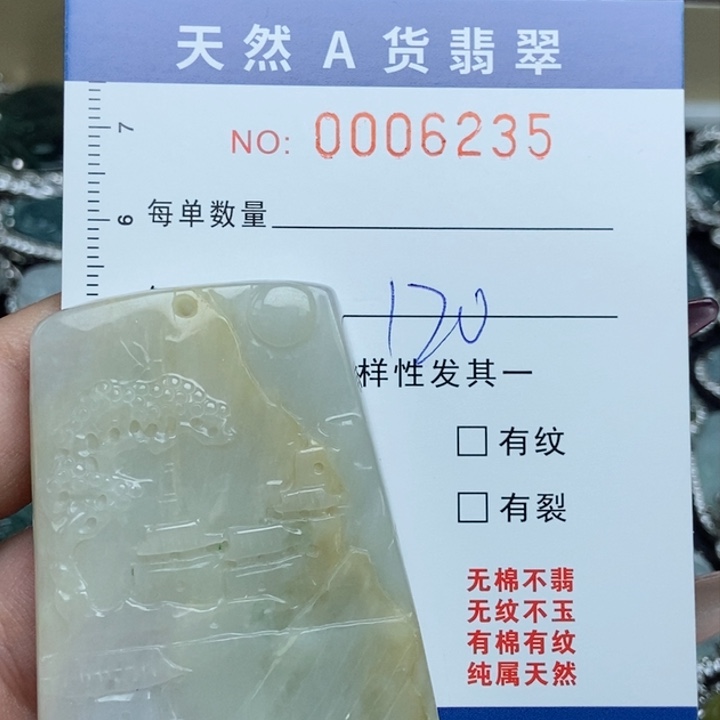 天然A货翡翠
NO: 0006235
7
6
每单数量
120
样性发其一
有纹
有裂
无棉不翡
无纹不玉
有棉有纹
纯属天然